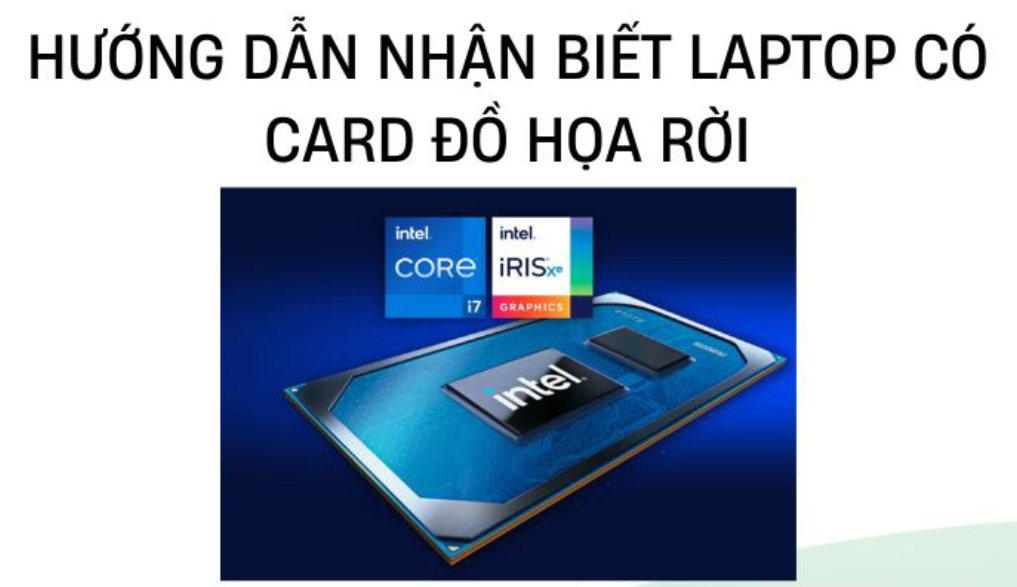 HƯỚNG DẪN NHẬN BIẾT LAPTOP CÓ
CARD ĐỒ HỌA RỜI
intel.
CORE
i7
intel.
iRISxe
GRAPHICS
intel.